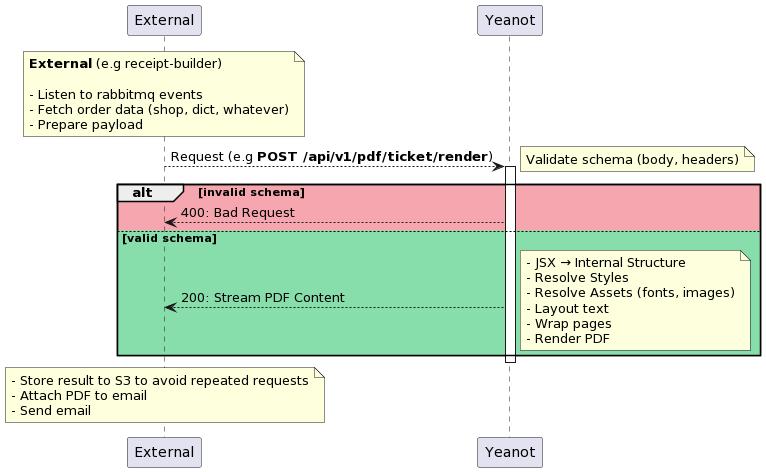 External
Yeanot
External (e.g receipt-builder)
- Listen to rabbitmq events
- Fetch order data (shop, dict, whatever)
- Prepare payload
Request (e.g POST /api/v1/pdf/ticket/render)
Validate schema (body, headers)
alt
[invalid schema]
400: Bad Request
[valid schema]
- JSX → Internal Structure
- Resolve Styles
- Resolve Assets (fonts, images)
- Layout text
- Wrap pages
- Render PDF
200: Stream PDF Content
- Store result to S3 to avoid repeated requests
- Attach PDF to email
- Send email
External
Yeanot